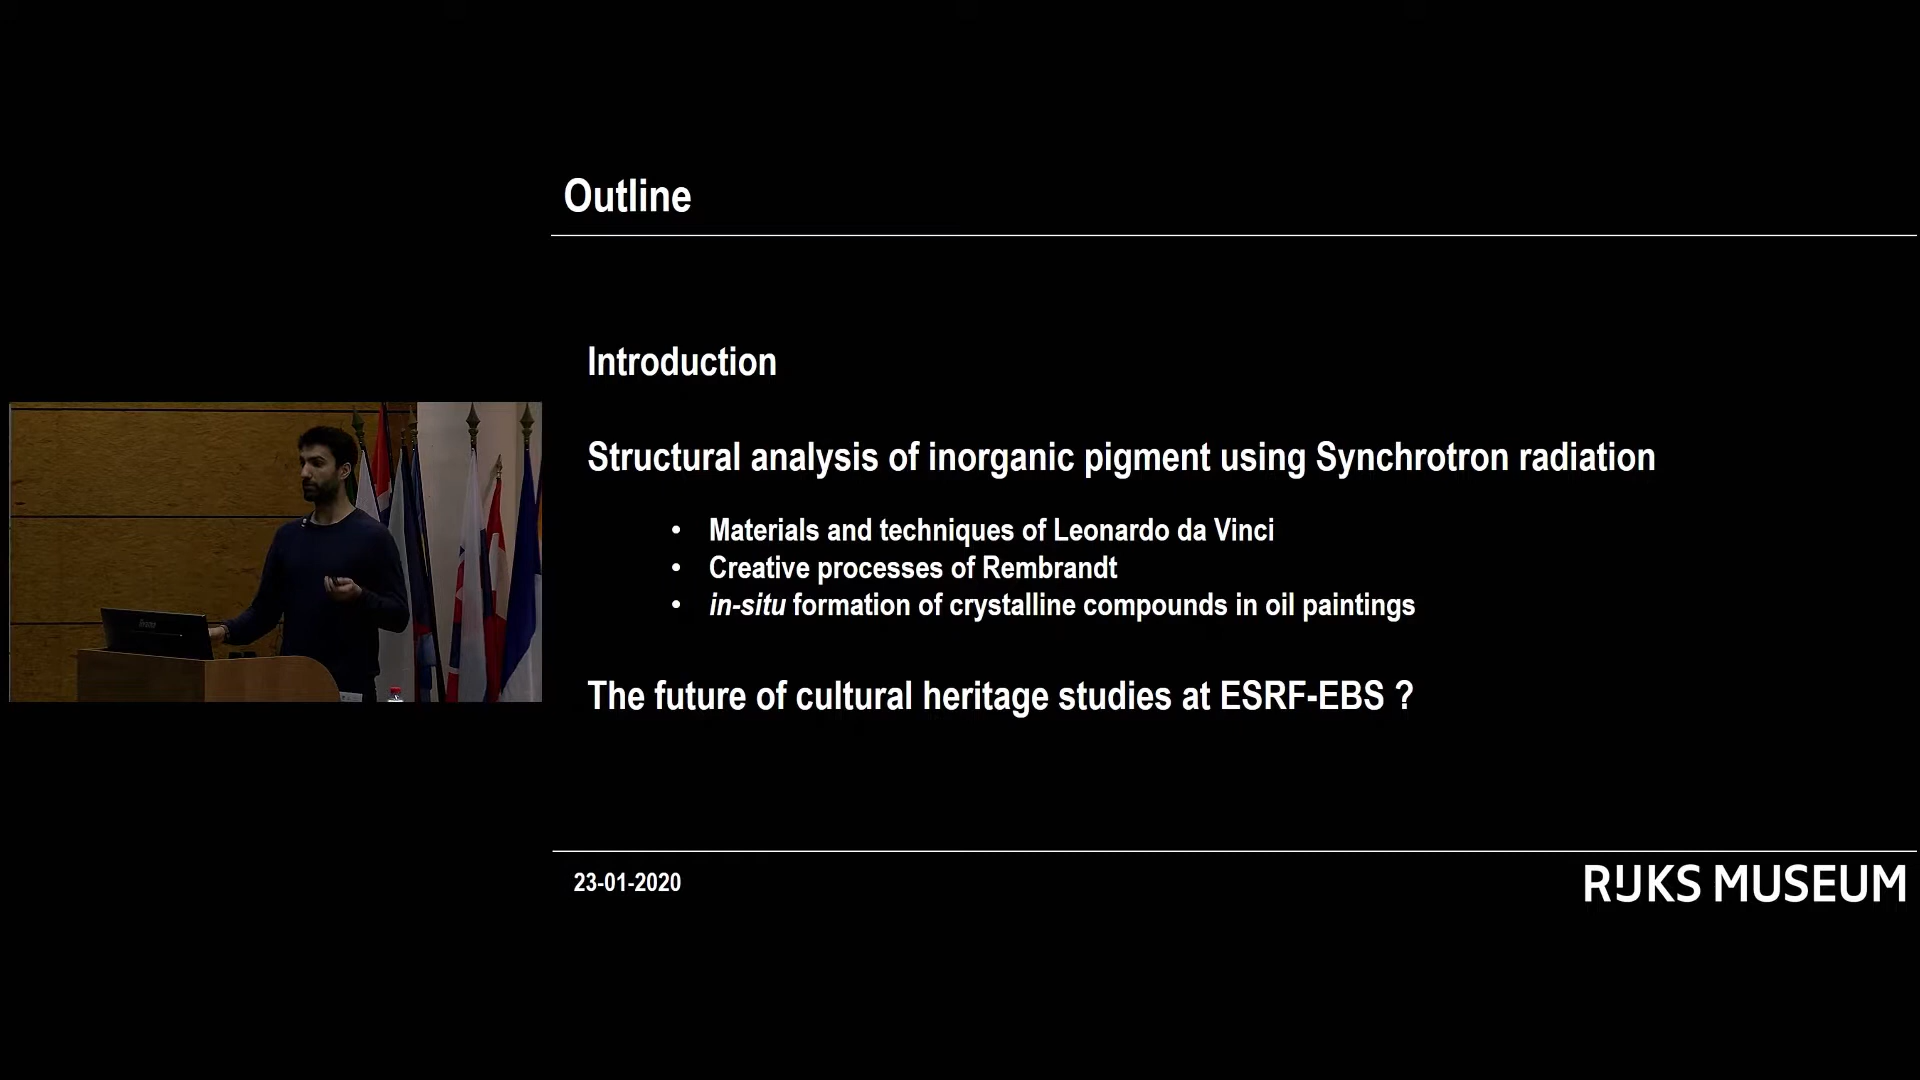 Outline
Introduction
Structural analysis of inorganic pigment using Synchrotron radiation
• Materials and techniques of Leonardo da Vinci
• Creative processes of Rembrandt
• in-situ formation of crystalline compounds in oil paintings
The future of cultural heritage studies at ESRF-EBS ?
23-01-2020
RIJKS MUSEUM